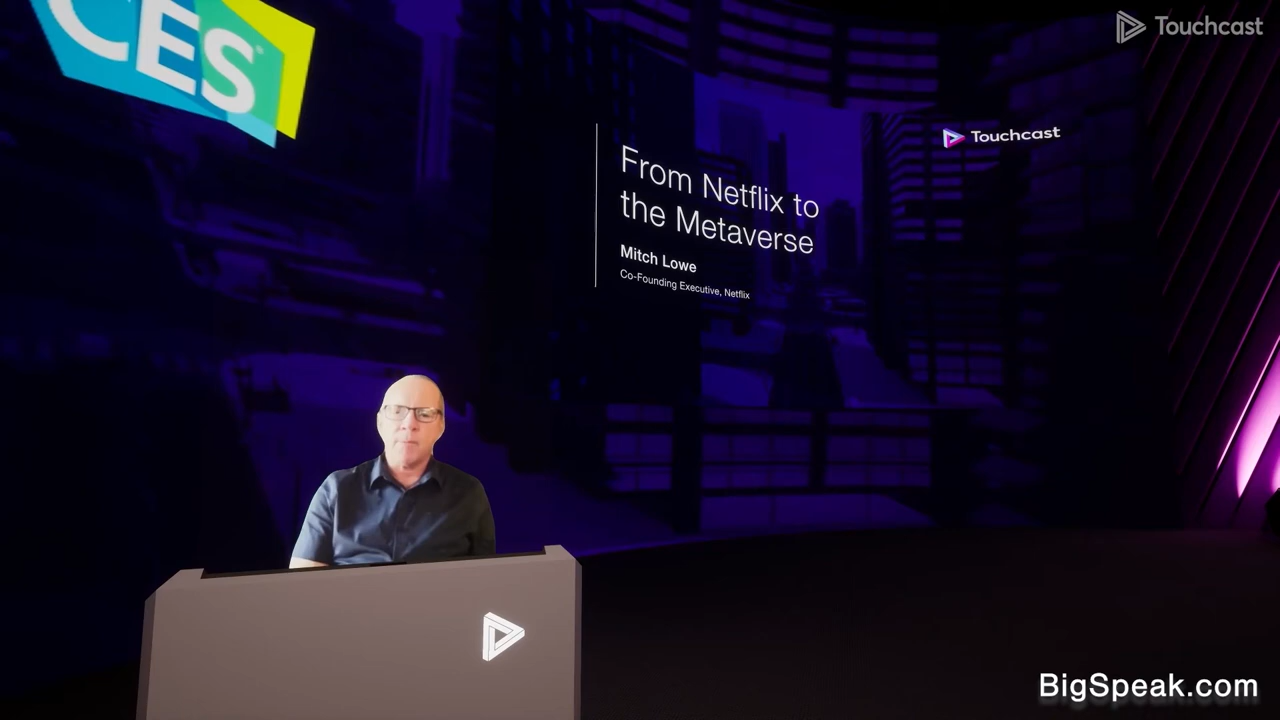 CES
Touchcast
Touchcast
From Netflix to
the Metaverse
Mitch Lowe
Co-Founding Executive, Netflix
BigSpeak.com